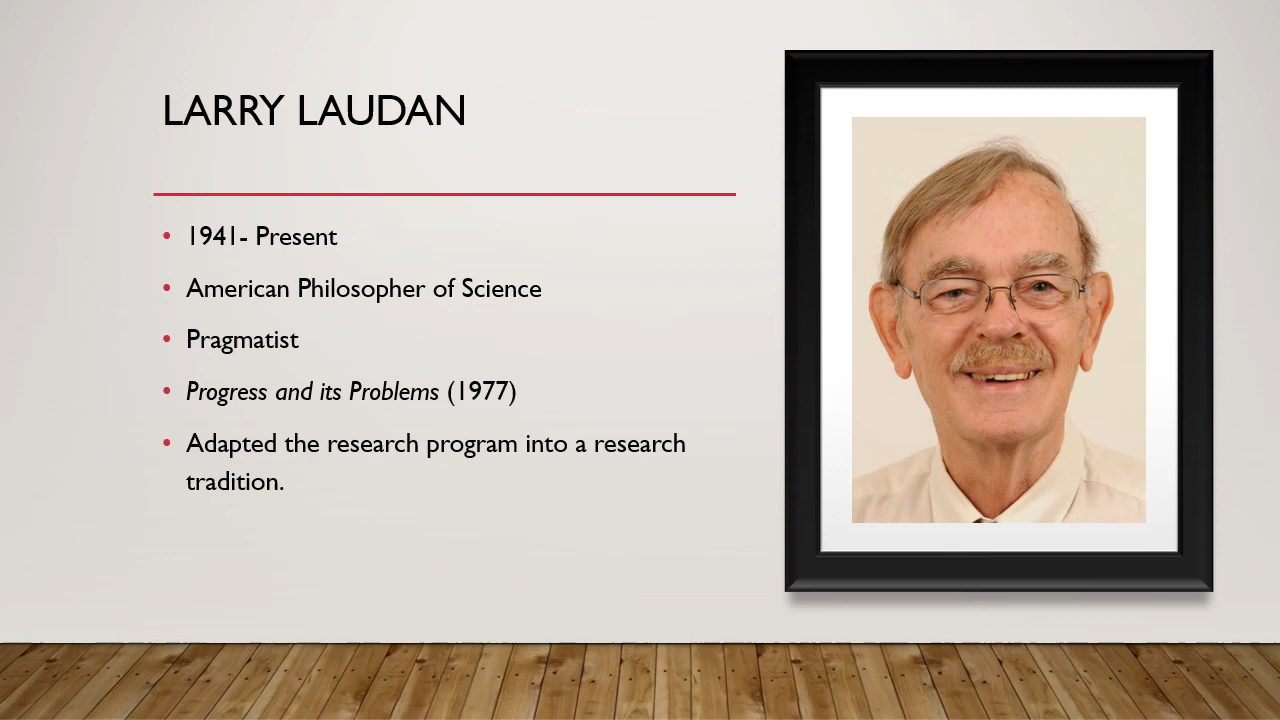 LARRY LAUDAN
• 1941- Present
• American Philosopher of Science
• Pragmatist
• Progress and its Problems (1977)
• Adapted the research program into a research
tradition.